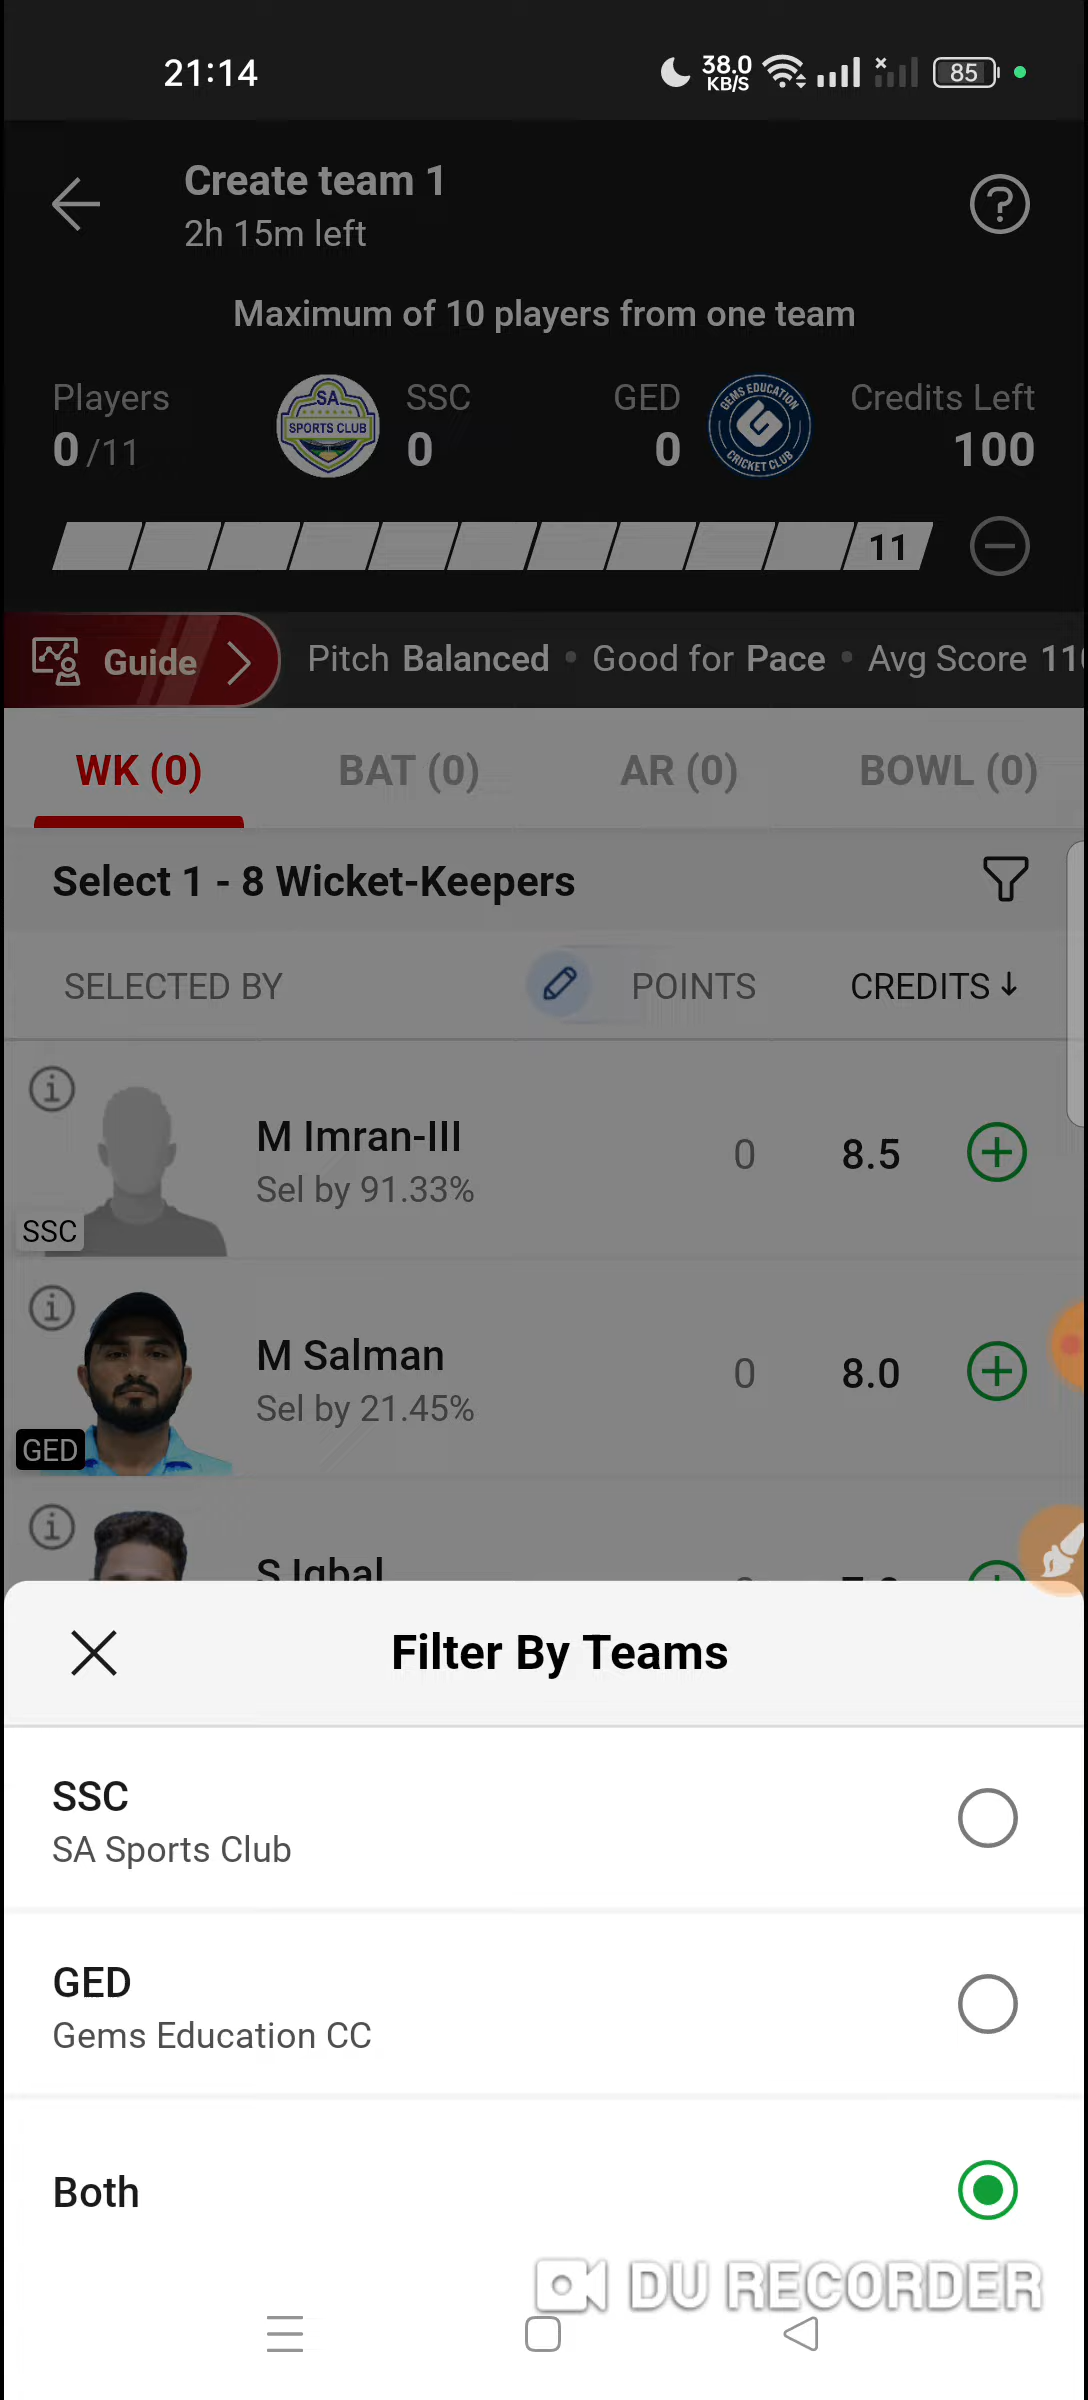 21:14
38.0
KB/S
85
Create team 1
2h 15m left
Maximum of 10 players from one team
Players
SSC
GED
Credits Left
0/11
0
0
100
SA
SPORTS CLUB
GEMS EDUCATION
CRICKET CLUB
11
Guide
Pitch Balanced • Good for Pace • Avg Score 11
WK (0)
BAT (0)
AR (0)
BOWL (0)
Select 1 - 8 Wicket-Keepers
SELECTED BY
POINTS
CREDITS ↓
M Imran-III
Sel by 91.33%
0
8.5
SSC
M Salman
Sel by 21.45%
0
8.0
GED
S Iqbal
Filter By Teams
SSC
SA Sports Club
GED
Gems Education CC
Both
DU RECORDER